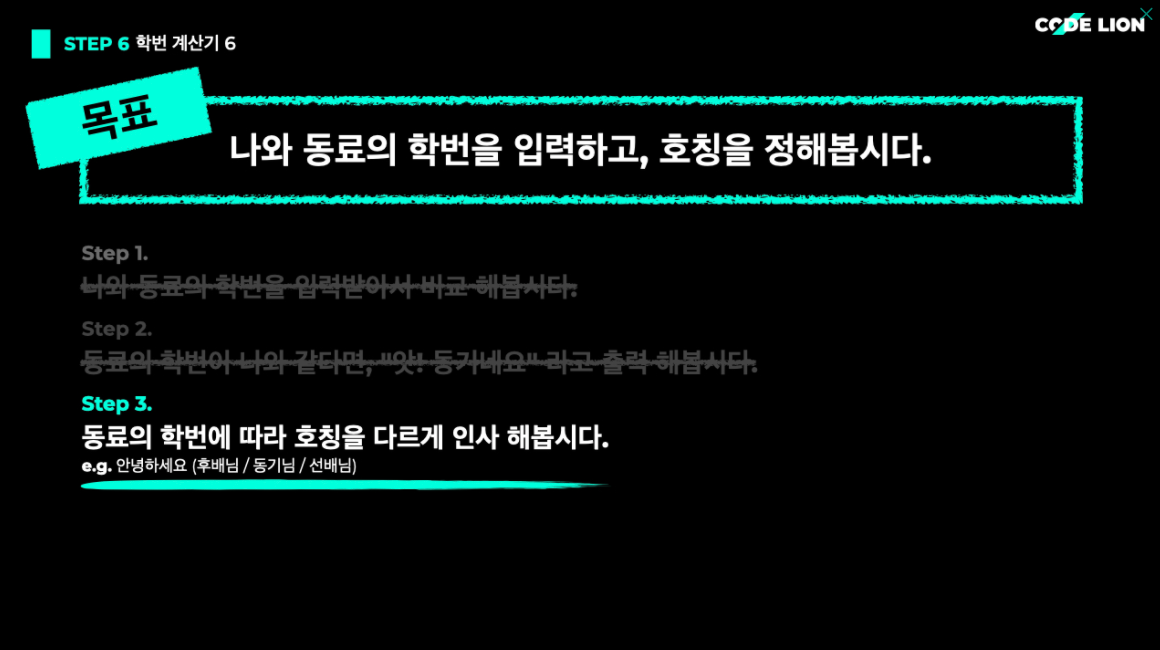 STEP 6 학번 계산기 6
CODE LION
목표
나와 동료의 학번을 입력하고, 호칭을 정해봅시다.
Step 1.
나와 동료의 학번을 입력받아서 비교 해봅시다.
Step 2.
동료의 학번이 나와 같다면, "앗! 동기네요" 라고 출력 해봅시다.
Step 3.
동료의 학번에 따라 호칭을 다르게 인사 해봅시다.
e.g. 안녕하세요 (후배님 / 동기님 / 선배님)